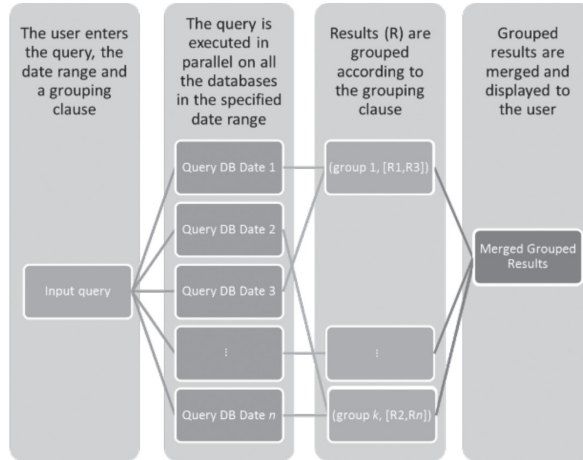 The user enters
the query, the
date range and
a grouping
clause
The query is
executed in
parallel on all
the databases
in the specified
date range
Results (R) are
grouped
according to
the grouping
clause
Grouped
results are
merged and
displayed to
the user
Input query
Query DB Date 1
Query DB Date 2
Query DB Date 3
⋮
Query DB Date n
(group 1, [R1,R3])
⋮
(group k, [R2,Rn])
Merged Grouped
Results